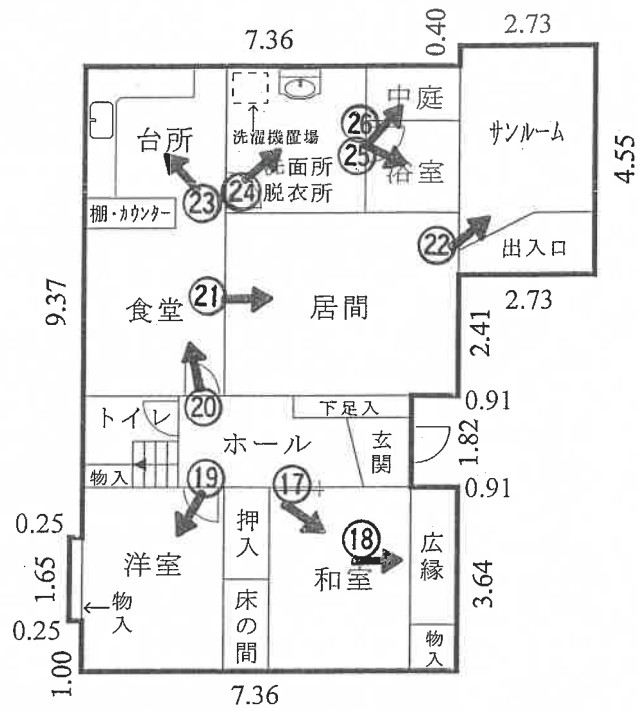 7.36
0.40
2.73
台所
洗濯機置場
中庭
サンルーム
4.55
26
25
浴室
洗面所
脱衣所
23
24
棚・カウンター
22
出入口
9.37
食堂
21
居間
2.73
2.41
20
トイレ
下足入
0.91
ホール
玄関
1.82
物入
19
17
0.91
0.25
洋室
押入
18
和室
広縁
3.64
1.65
物入
床の間
0.25
物入
1.00
7.36